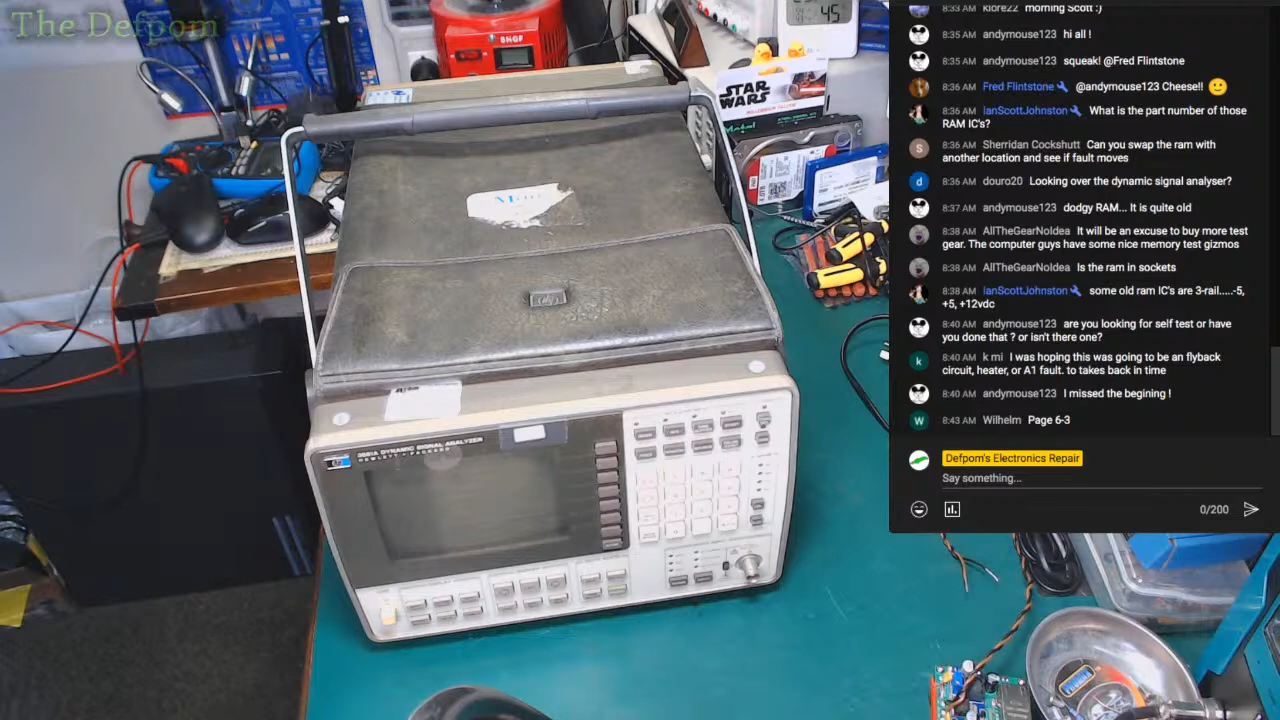 The Defpom
SHOF
45
STAR
WARS
Metal
hp
3561A DYNAMIC SIGNAL ANALYZER
HEWLETT • PACKARD
8:33 AM klore22 morning Scott :)
8:35 AM andymouse123 hi all !
8:35 AM andymouse123 squeak! @Fred Flintstone
8:36 AM Fred Flintstone @andymouse123 Cheese!! 🙂
8:36 AM IanScottJohnston What is the part number of those
RAM IC's?
S 8:36 AM Sherridan Cockshutt Can you swap the ram with
another location and see if fault moves
d 8:36 AM douro20 Looking over the dynamic signal analyser?
8:37 AM andymouse123 dodgy RAM... It is quite old
8:38 AM AllTheGearNoIdea It will be an excuse to buy more test
gear. The computer guys have some nice memory test gizmos
8:38 AM AllTheGearNoIdea Is the ram in sockets
8:38 AM IanScottJohnston some old ram IC's are 3-rail.....-5,
+5, +12vdc
8:40 AM andymouse123 are you looking for self test or have
you done that ? or isn't there one?
k 8:40 AM k mi I was hoping this was going to be an flyback
circuit, heater, or A1 fault. to takes back in time
8:40 AM andymouse123 I missed the begining !
W 8:43 AM Wilhelm Page 6-3
Defpom's Electronics Repair
Say something...
0/200